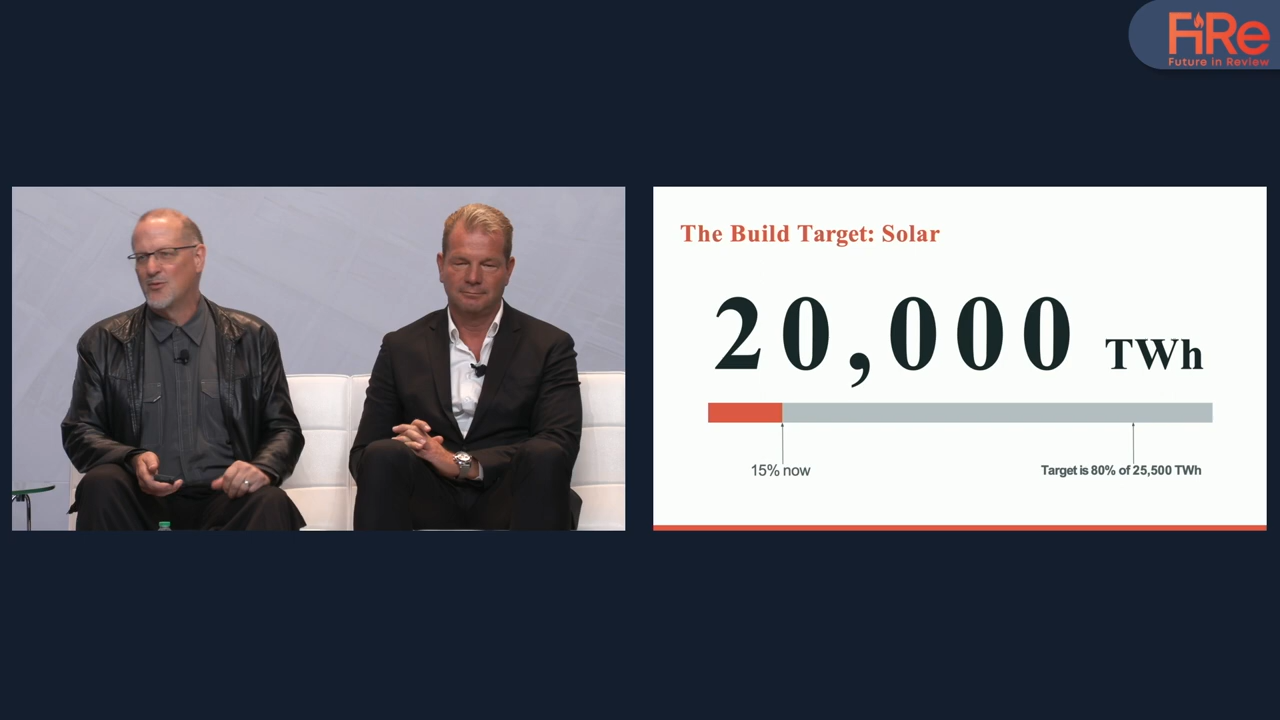 FiRe
Future in Review
The Build Target: Solar
20,000 TWh
15% now
Target is 80% of 25,500 TWh